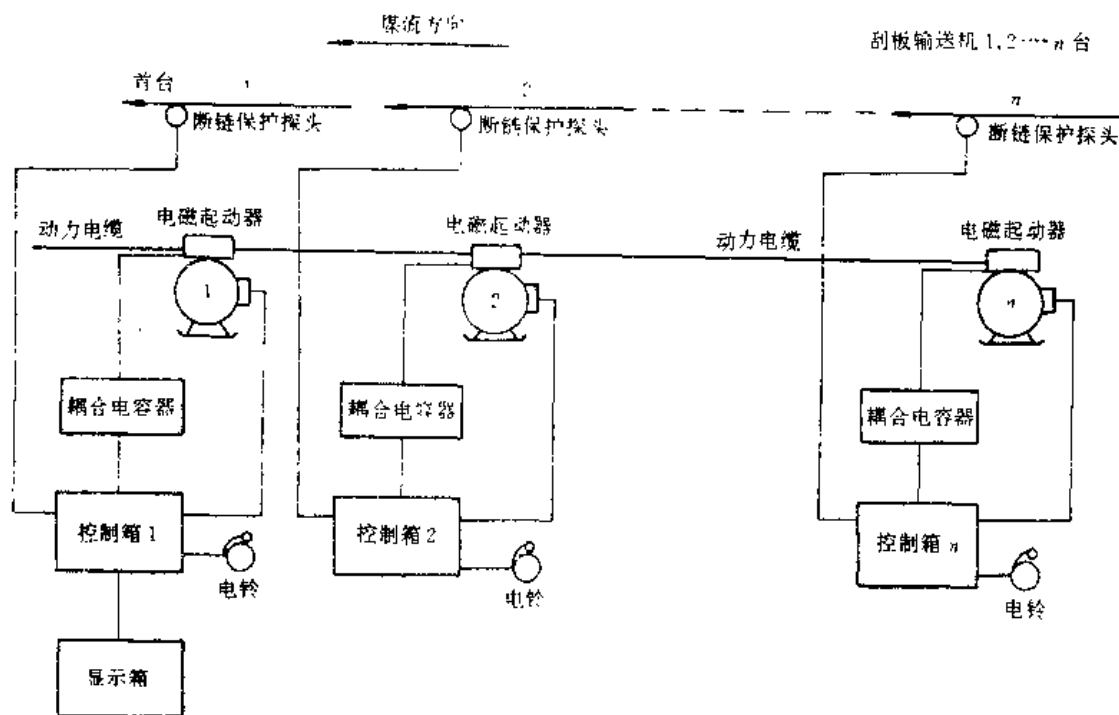 煤流方向
刮板输送机1,2……n台
首台
1
2
n
断链保护探头
断链保护探头
断链保护探头
动力电缆
电磁起动器
电磁起动器
动力电缆
电磁起动器
1
2
n
耦合电容器
耦合电容器
耦合电容器
控制箱1
控制箱2
控制箱n
电铃
电铃
电铃
显示箱